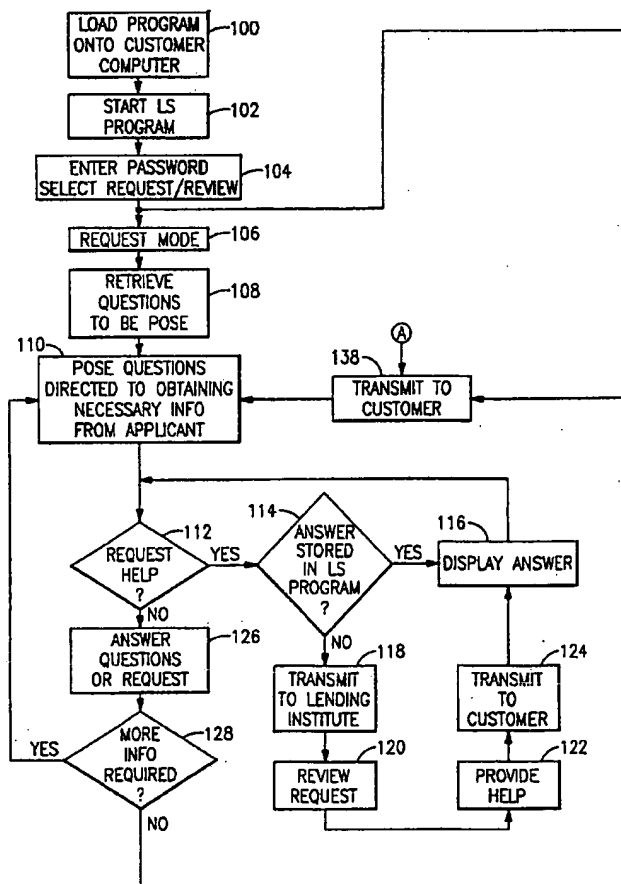 LOAD PROGRAM
ONTO CUSTOMER
COMPUTER
100
START LS
PROGRAM
102
ENTER PASSWORD
SELECT REQUEST/REVIEW
104
REQUEST MODE
106
RETRIEVE
QUESTIONS
TO BE POSE
108
110
POSE QUESTIONS
DIRECTED TO OBTAINING
NECESSARY INFO
FROM APPLICANT
A
138
TRANSMIT TO
CUSTOMER
112
REQUEST
HELP
?
YES
NO
114
ANSWER
STORED
IN LS
PROGRAM
?
YES
NO
116
DISPLAY ANSWER
ANSWER
QUESTIONS
OR REQUEST
126
118
TRANSMIT
TO LENDING
INSTITUTE
124
TRANSMIT
TO
CUSTOMER
MORE
INFO
REQUIRED
?
128
YES
NO
120
REVIEW
REQUEST
122
PROVIDE
HELP